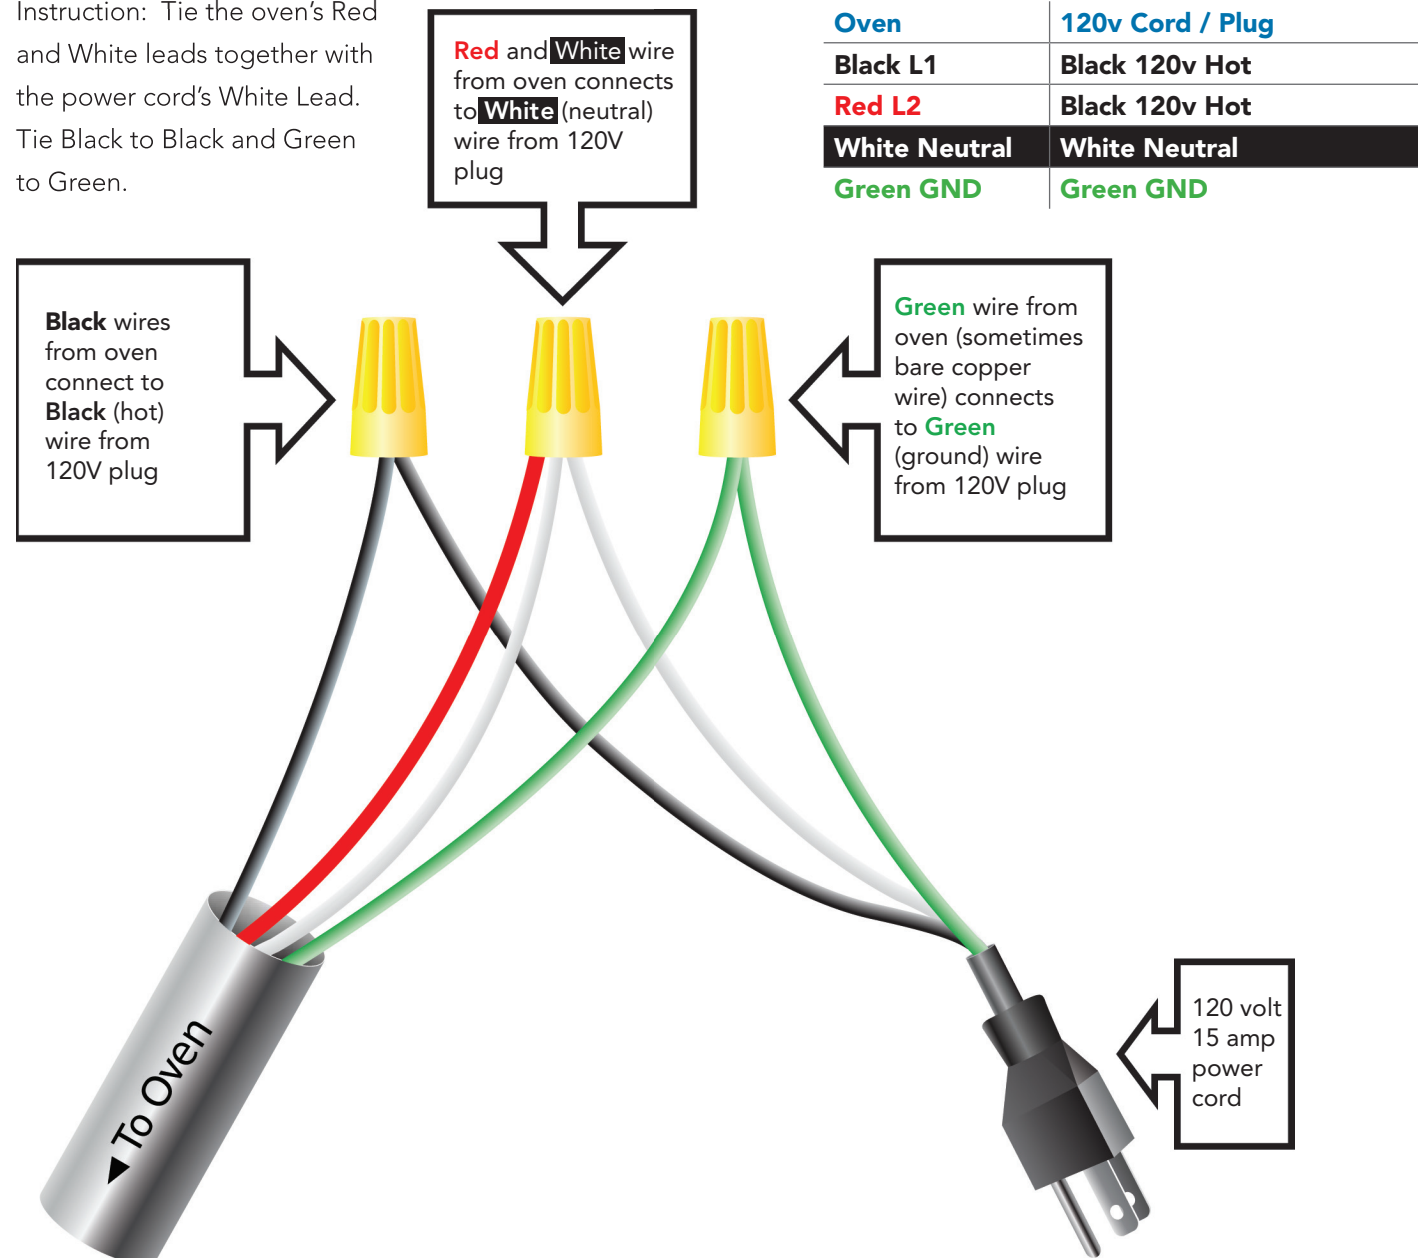 Instruction: Tie the oven's Red
and White leads together with
the power cord's White Lead.
Tie Black to Black and Green
to Green.
Red and White wire
from oven connects
to White (neutral)
wire from 120V
plug
Oven 120v Cord / Plug
Black L1 Black 120v Hot
Red L2 Black 120v Hot
White Neutral White Neutral
Green GND Green GND
Black wires
from oven
connect to
Black (hot)
wire from
120V plug
Green wire from
oven (sometimes
bare copper
wire) connects
to Green
(ground) wire
from 120V plug
To Oven
120 volt
15 amp
power
cord